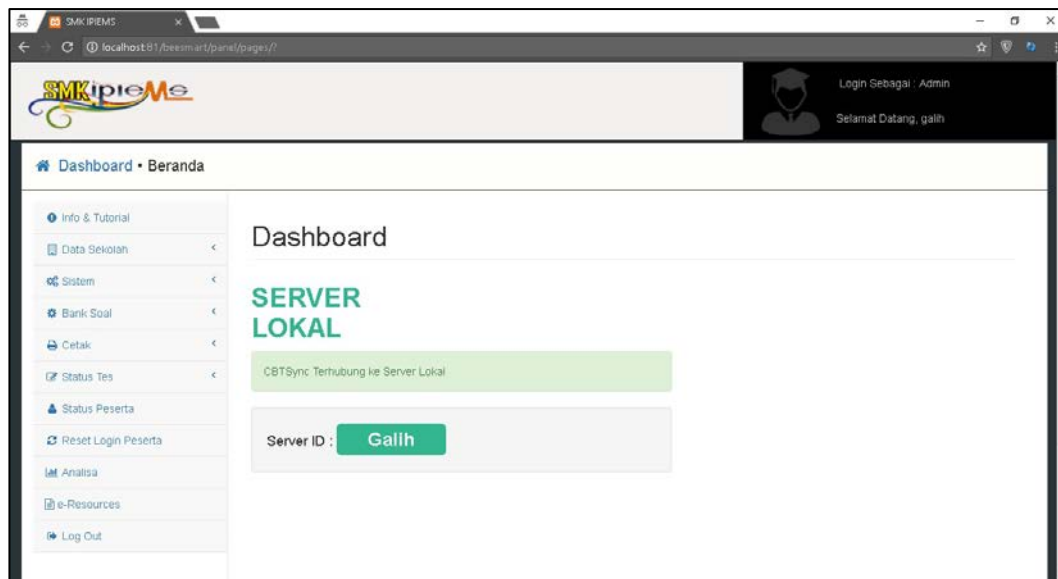 SMK IPIEMS
localhost:81/beesmart/panel/pages/?
SMKipieMs
Login Sebagai : Admin
Selamat Datang, galih
Dashboard • Beranda
Info & Tutorial
Data Sekolah
Sistem
Bank Soal
Cetak
Status Tes
Status Peserta
Reset Login Peserta
Analisa
e-Resources
Log Out
Dashboard
SERVER
LOKAL
CBTSync Terhubung ke Server Lokal
Server ID : Galih